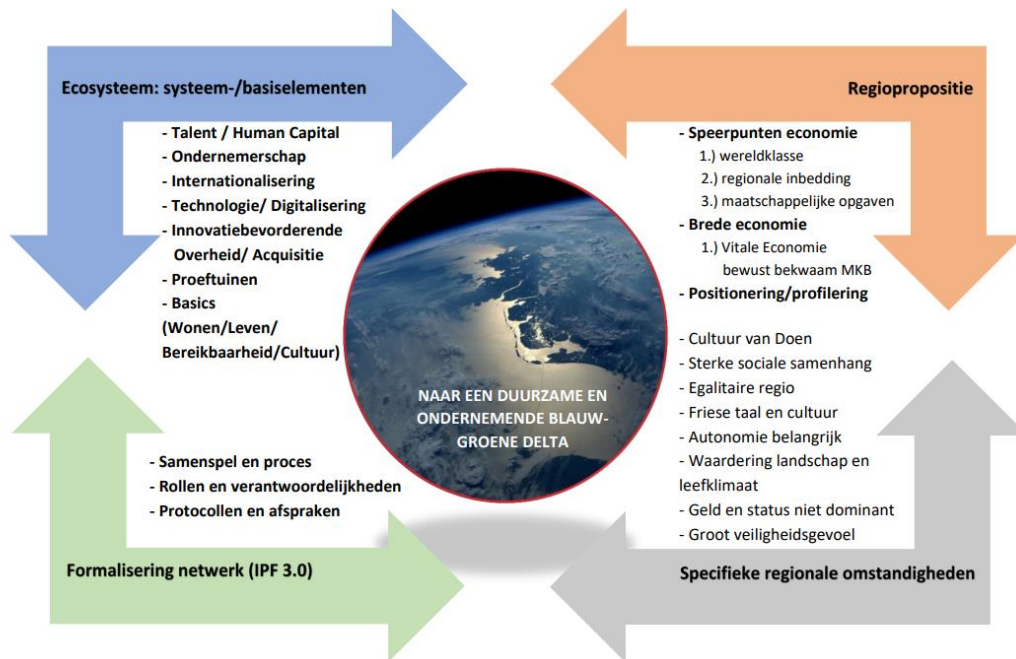 Ecosysteem: systeem-/basiselementen
- Talent / Human Capital
- Ondernemerschap
- Internationalisering
- Technologie/ Digitalisering
- Innovatiebevorderende
Overheid/ Acquisitie
- Proeftuinen
- Basics
(Wonen/Leven/
Bereikbaarheid/Cultuur)
Regiopropositie
- Speerpunten economie
1.) wereldklasse
2.) regionale inbedding
3.) maatschappelijke opgaven
- Brede economie
1.) Vitale Economie
bewust bekwaam MKB
- Positionering/profilering
NAAR EEN DUURZAME EN
ONDERNEMENDE BLAUW-
GROENE DELTA
- Samenspel en proces
- Rollen en verantwoordelijkheden
- Protocollen en afspraken
Formalisering netwerk (IPF 3.0)
- Cultuur van Doen
- Sterke sociale samenhang
- Egalitaire regio
- Friese taal en cultuur
- Autonomie belangrijk
- Waardering landschap en
leefklimaat
- Geld en status niet dominant
- Groot veiligheidsgevoel
Specifieke regionale omstandigheden